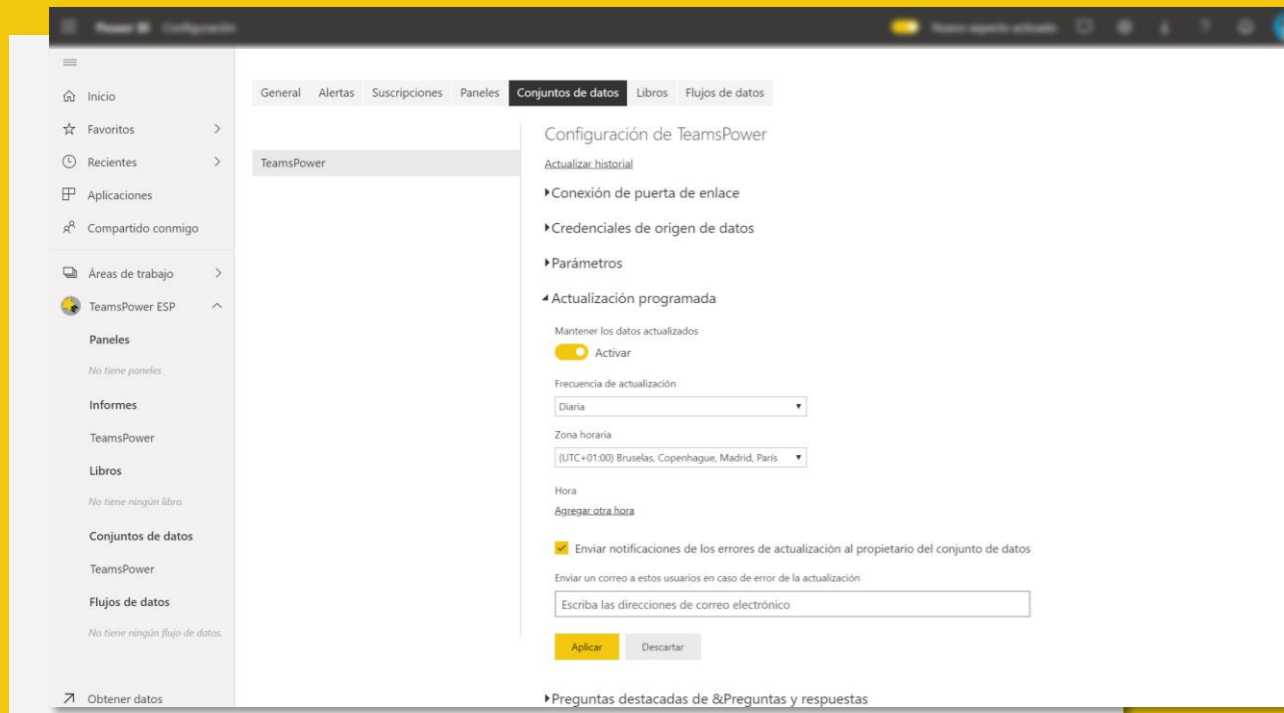 Power BI Configuración
Nuevo aspecto activado
Inicio
Favoritos
Recientes
Aplicaciones
Compartido conmigo
Áreas de trabajo
TeamsPower ESP
Paneles
No tiene paneles
Informes
TeamsPower
Libros
No tiene ningún libro.
Conjuntos de datos
TeamsPower
Flujos de datos
No tiene ningún flujo de datos.
Obtener datos
General Alertas Suscripciones Paneles Conjuntos de datos Libros Flujos de datos
TeamsPower
Configuración de TeamsPower
Actualizar historial
Conexión de puerta de enlace
Credenciales de origen de datos
Parámetros
Actualización programada
Mantener los datos actualizados
Activar
Frecuencia de actualización
Diaria
Zona horaria
(UTC+01:00) Bruselas, Copenhague, Madrid, París
Hora
Agregar otra hora
Enviar notificaciones de los errores de actualización al propietario del conjunto de datos
Enviar un correo a estos usuarios en caso de error de la actualización
Escriba las direcciones de correo electrónico
Aplicar Descartar
Preguntas destacadas de &Preguntas y respuestas